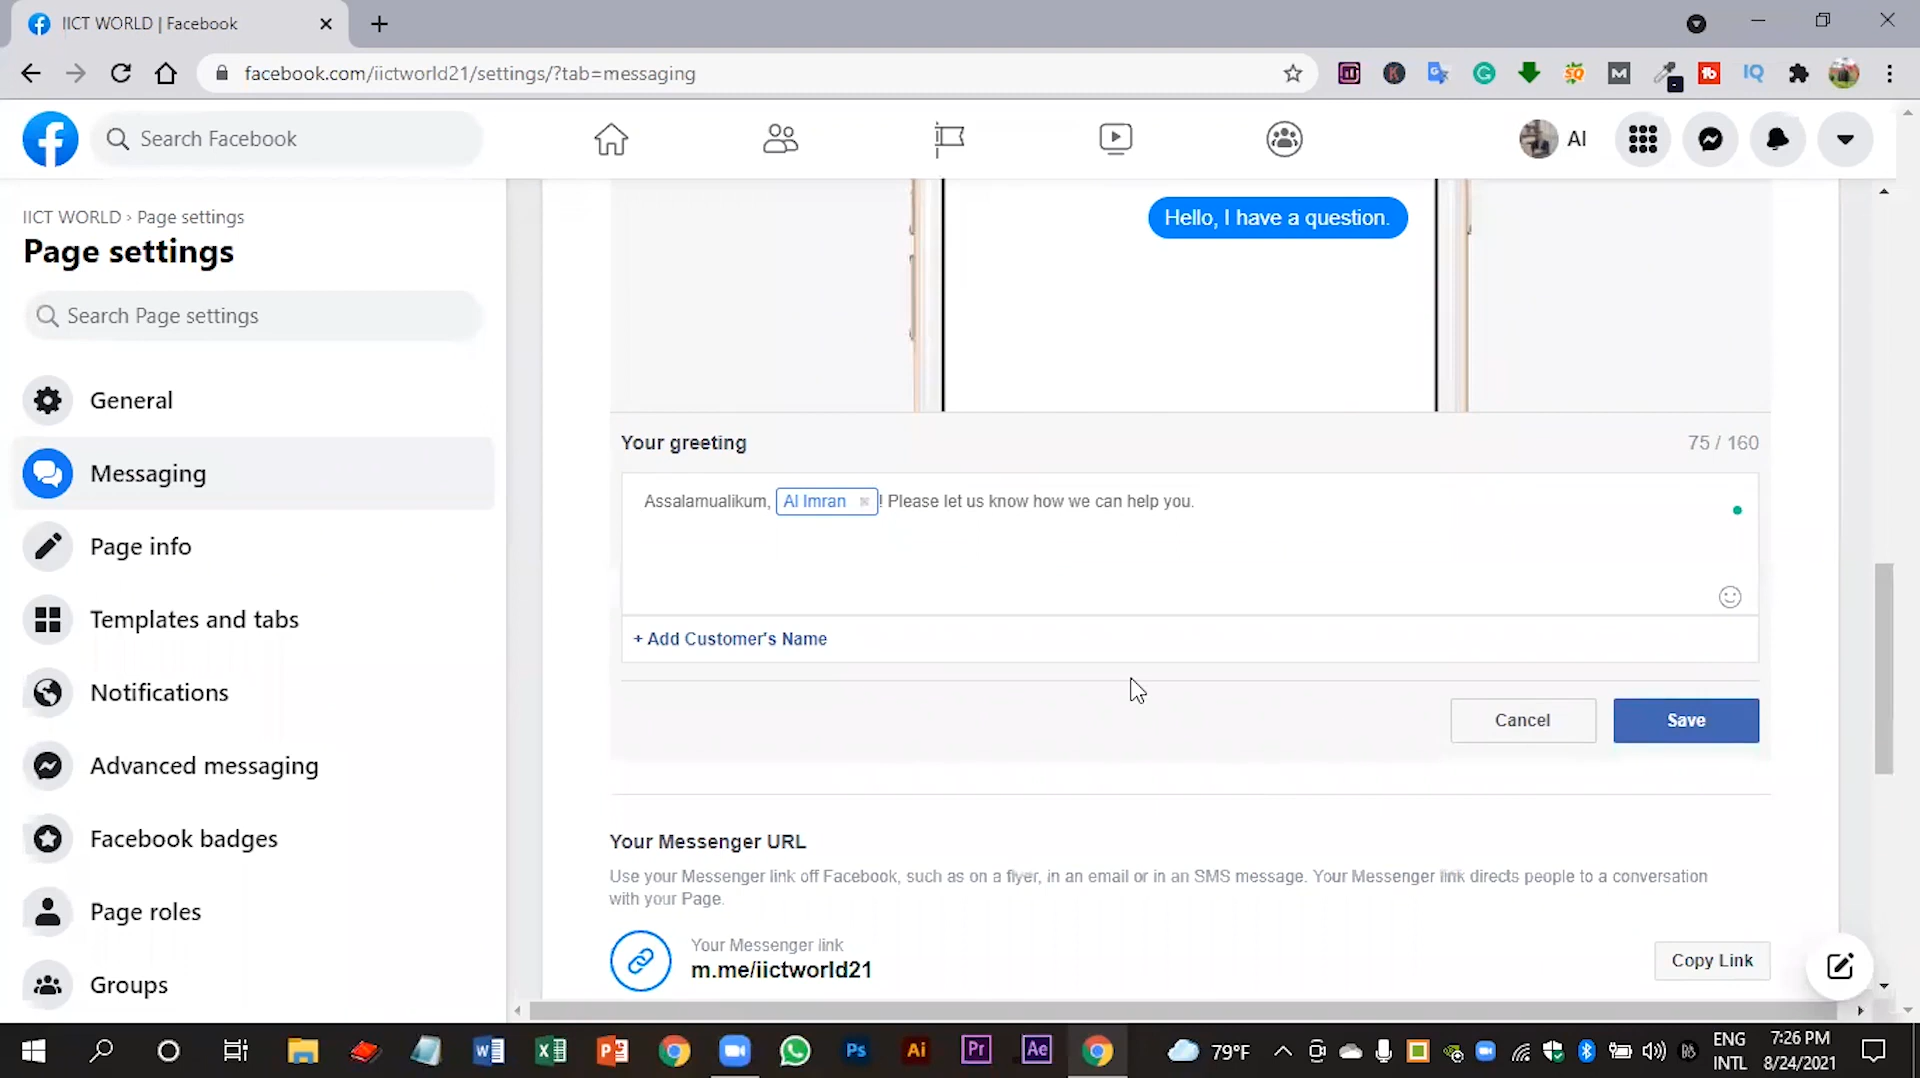 IICT WORLD | Facebook
facebook.com/iictworld21/settings/?tab=messaging
Search Facebook
Al
IICT WORLD › Page settings
Page settings
Search Page settings
General
Messaging
Page info
Templates and tabs
Notifications
Advanced messaging
Facebook badges
Page roles
Groups
Hello, I have a question.
Your greeting
75 / 160
Assalamualikum, Al Imran ! Please let us know how we can help you.
+ Add Customer's Name
Cancel
Save
Your Messenger URL
Use your Messenger link off Facebook, such as on a flyer, in an email or in an SMS message. Your Messenger link directs people to a conversation
with your Page.
Your Messenger link
m.me/iictworld21
Copy Link
Ps
Ai
Pr
Ae
79°F
ENG
INTL
7:26 PM
8/24/2021